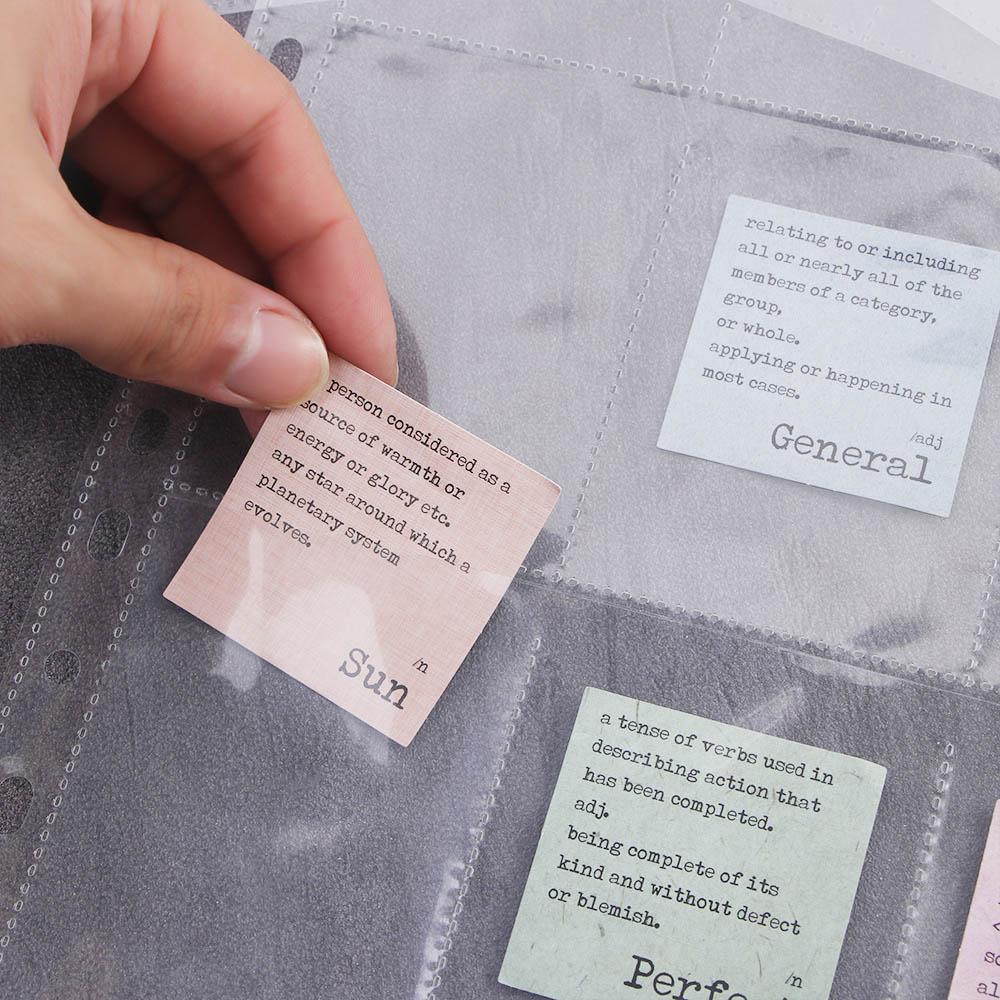 person considered as a
source of warmth or
energy or glory etc.
any star around which a
planetary system
evolves.
/n
Sun
relating to or including
all or nearly all of the
members of a category,
group,
or whole.
applying or happening in
most cases.
/adj
General
a tense of verbs used in
describing action that
has been completed.
adj.
being complete of its
kind and without defect
or blemish.
/n